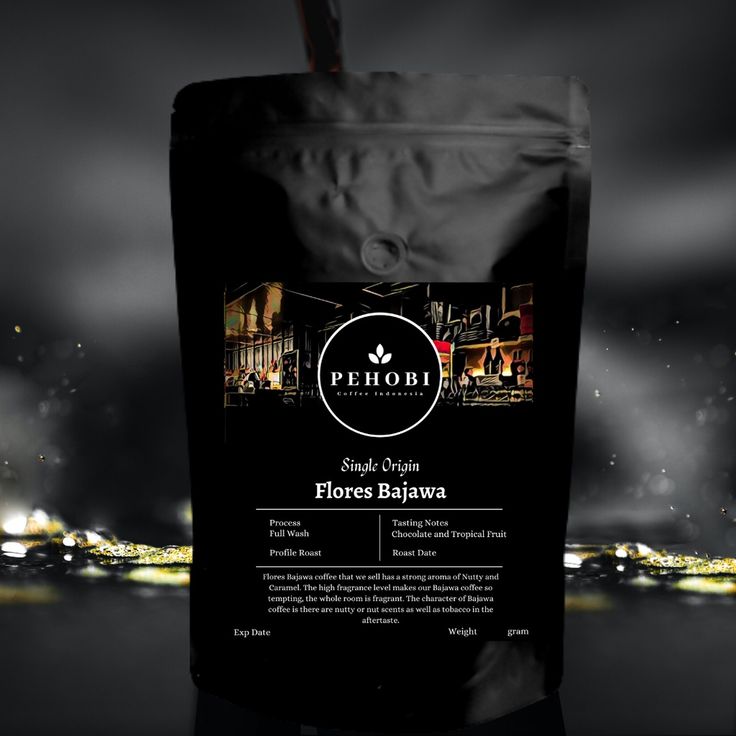 PEHOBI
Coffee Indonesia
Single Origin
Flores Bajawa
Process
Full Wash
Tasting Notes
Chocolate and Tropical Fruit
Profile Roast
Roast Date
Flores Bajawa coffee that we sell has a strong aroma of Nutty and
Caramel. The high fragrance level makes our Bajawa coffee so
tempting, the whole room is fragrant. The character of Bajawa
coffee is there are nutty or nut scents as well as tobacco in the
aftertaste.
Exp Date
Weight gram